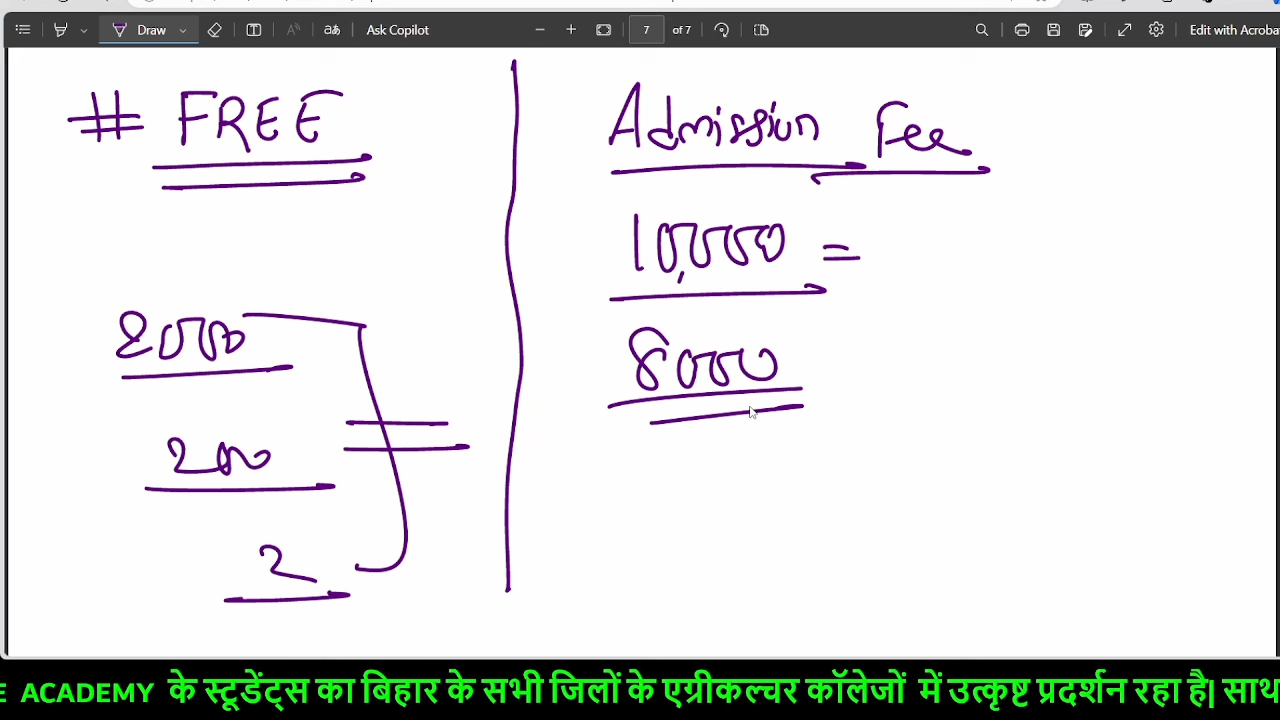 Draw
Ask Copilot
7 of 7
Edit with Acroba
# FREE
2000
200
2
Admission Fee
10,000 =
8000
E ACADEMY के स्टूडेंट्स का बिहार के सभी जिलों के एग्रीकल्चर कॉलेजों में उत्कृष्ट प्रदर्शन रहा है| साथ